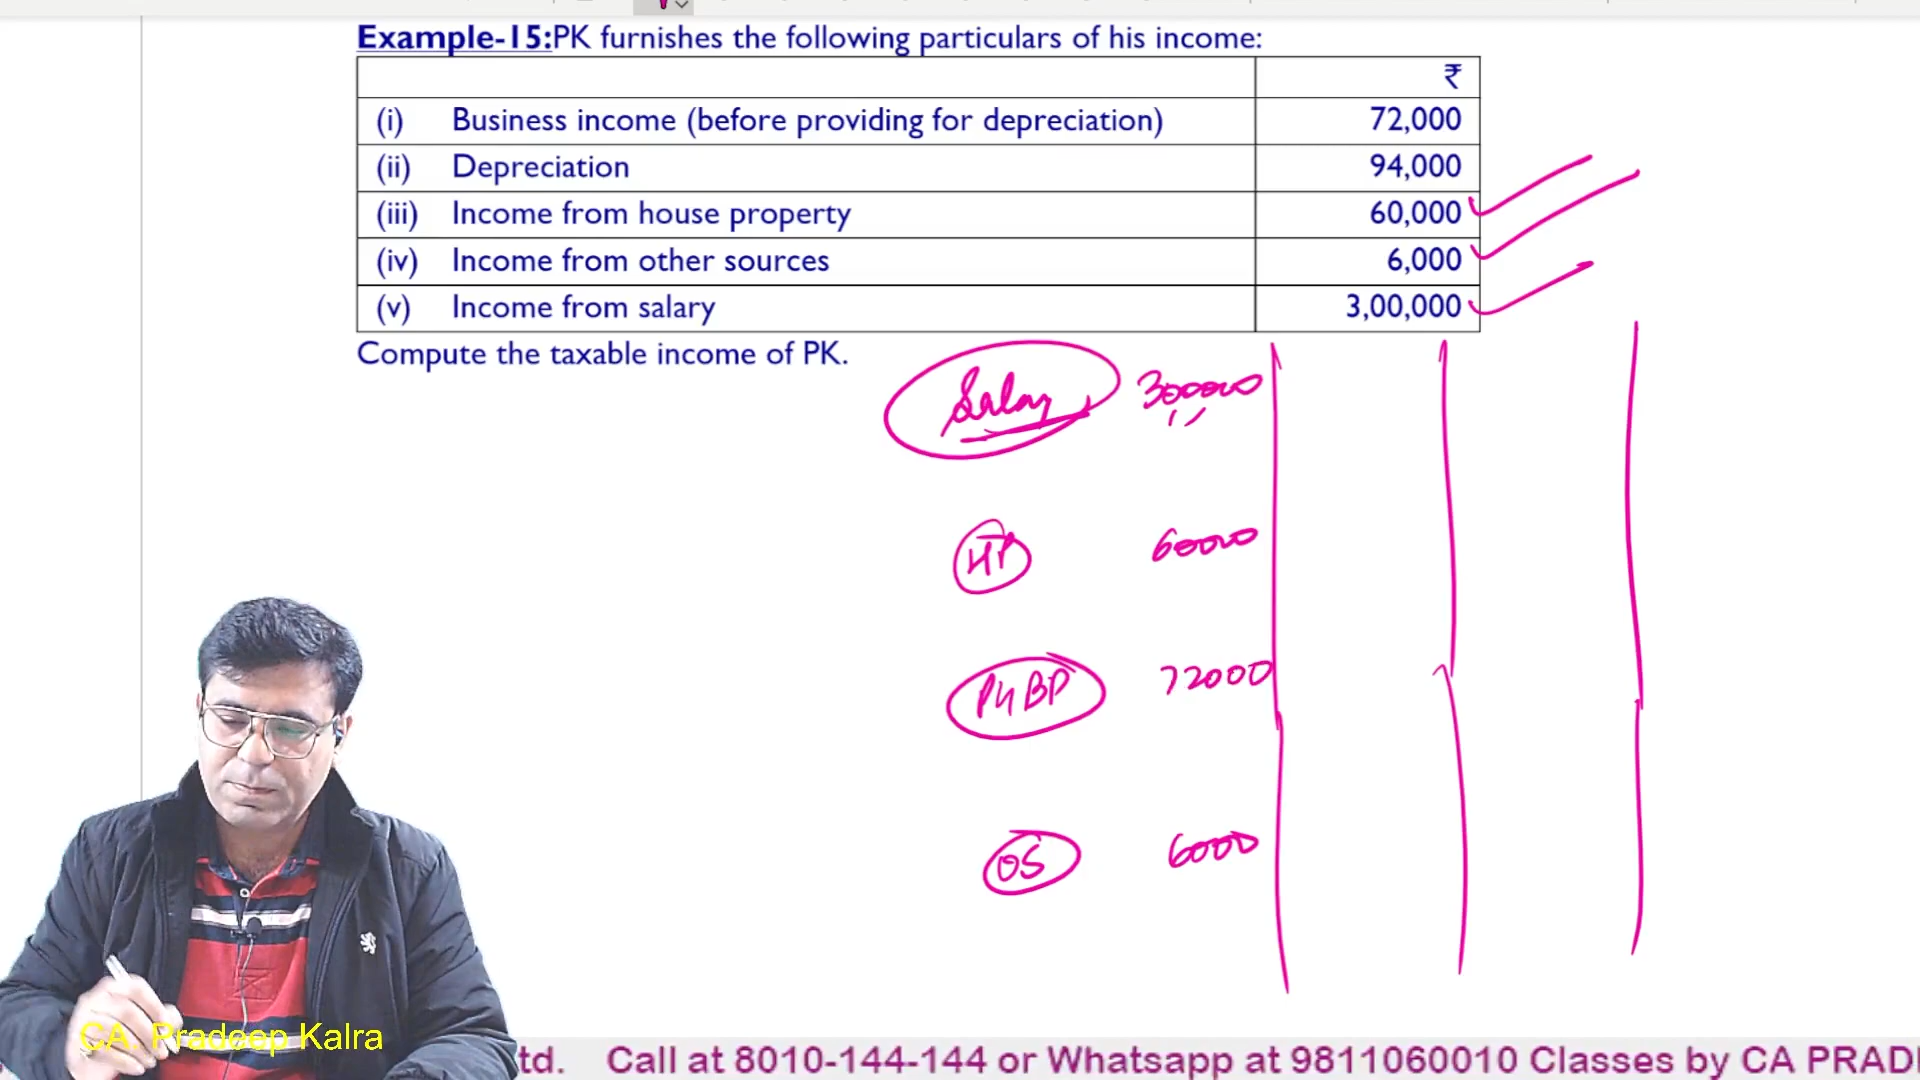 Example-15:PK furnishes the following particulars of his income:
₹
(i) Business income (before providing for depreciation) 72,000
(ii) Depreciation 94,000
(iii) Income from house property 60,000
(iv) Income from other sources 6,000
(v) Income from salary 3,00,000
Compute the taxable income of PK.
Salary 300000
HP 60000
PGBP 72000
OS 6000
CA. Pradeep Kalra
td. Call at 8010-144-144 or Whatsapp at 9811060010 Classes by CA PRAD